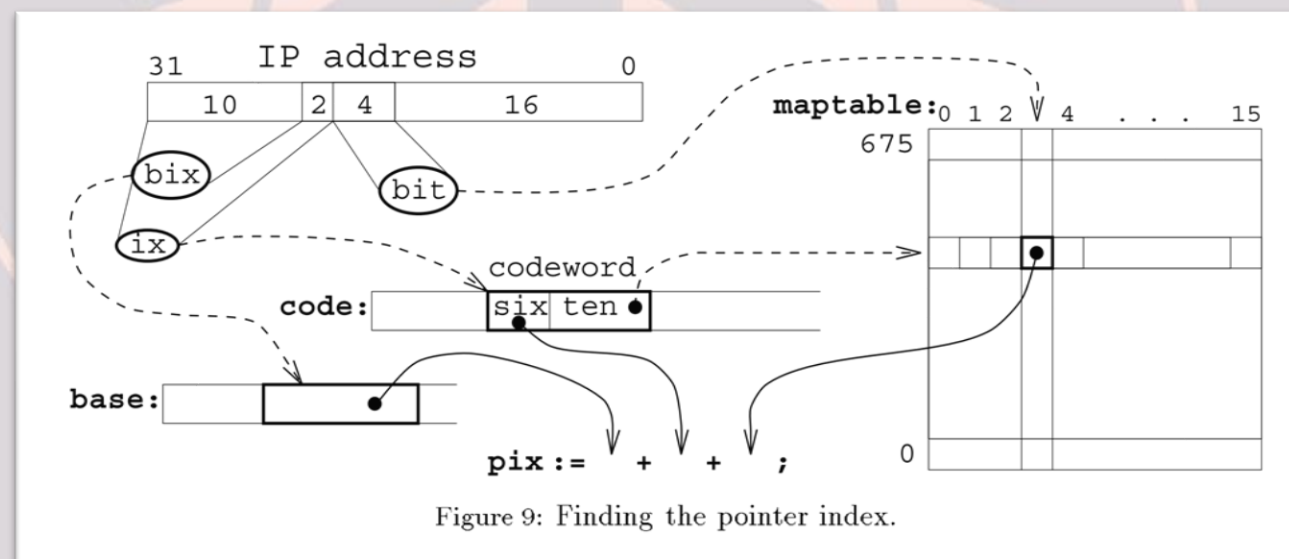 IP address
31 0
10 2 4 16
maptable: 0 1 2 4 . . . 15
675
bix
bit
ix
codeword
code: six ten
base:
0
pix := + + ;
Figure 9: Finding the pointer index.